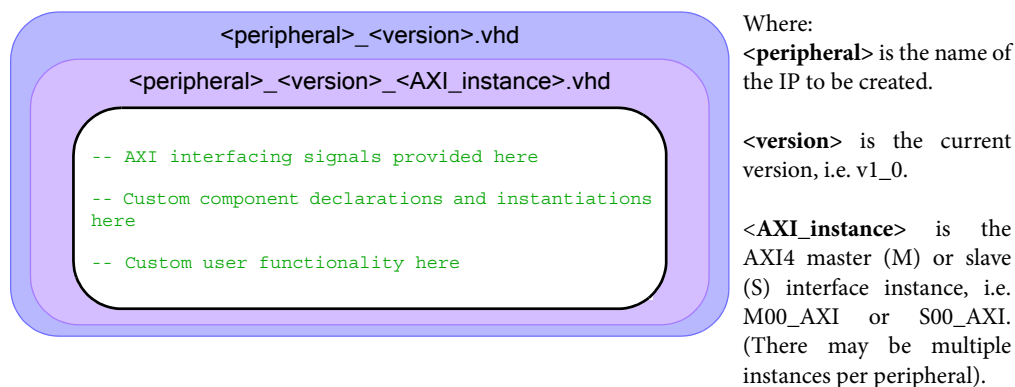 <peripheral>_<version>.vhd
<peripheral>_<version>_<AXI_instance>.vhd
-- AXI interfacing signals provided here
-- Custom component declarations and instantiations
here
-- Custom user functionality here
Where:
<peripheral> is the name of
the IP to be created.
<version> is the current
version, i.e. v1_0.
<AXI_instance> is the
AXI4 master (M) or slave
(S) interface instance, i.e.
M00_AXI or S00_AXI.
(There may be multiple
instances per peripheral).